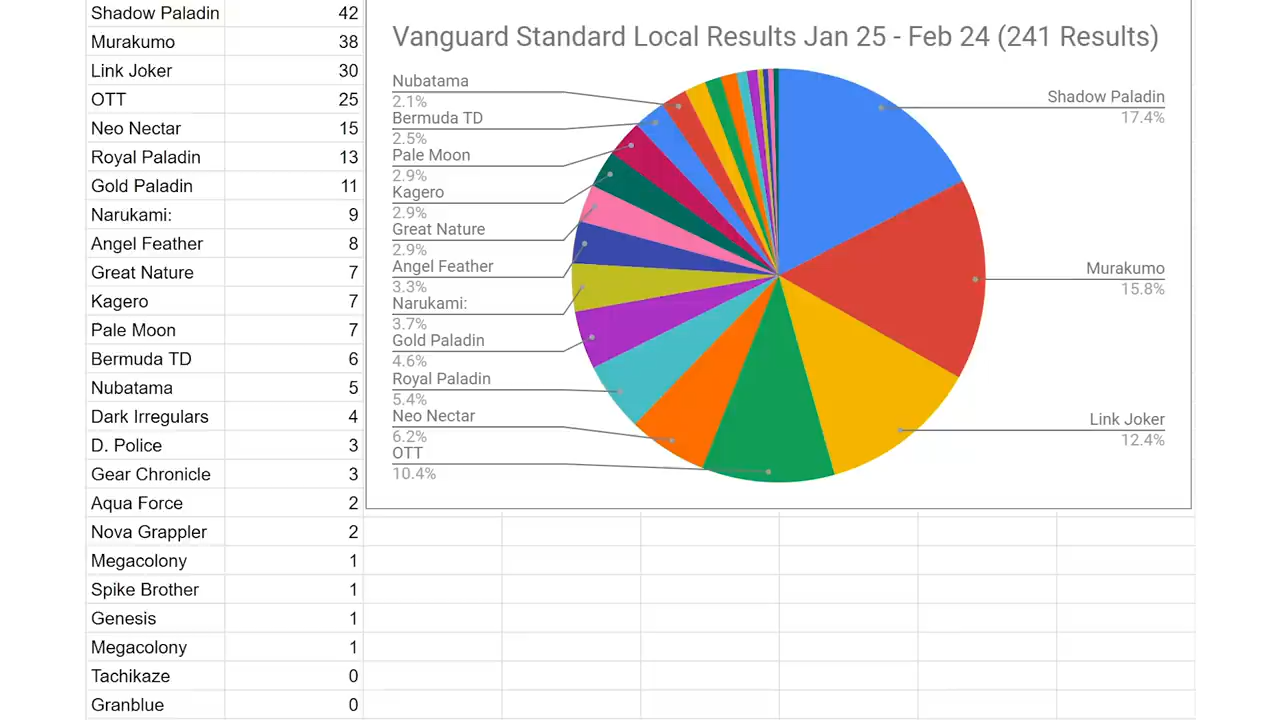 Shadow Paladin 42
Murakumo 38
Link Joker 30
OTT 25
Neo Nectar 15
Royal Paladin 13
Gold Paladin 11
Narukami: 9
Angel Feather 8
Great Nature 7
Kagero 7
Pale Moon 7
Bermuda TD 6
Nubatama 5
Dark Irregulars 4
D. Police 3
Gear Chronicle 3
Aqua Force 2
Nova Grappler 2
Megacolony 1
Spike Brother 1
Genesis 1
Megacolony 1
Tachikaze 0
Granblue 0
Vanguard Standard Local Results Jan 25 - Feb 24 (241 Results)
Nubatama
2.1%
Bermuda TD
2.5%
Pale Moon
2.9%
Kagero
2.9%
Great Nature
2.9%
Angel Feather
3.3%
Narukami:
3.7%
Gold Paladin
4.6%
Royal Paladin
5.4%
Neo Nectar
6.2%
OTT
10.4%
Shadow Paladin
17.4%
Murakumo
15.8%
Link Joker
12.4%